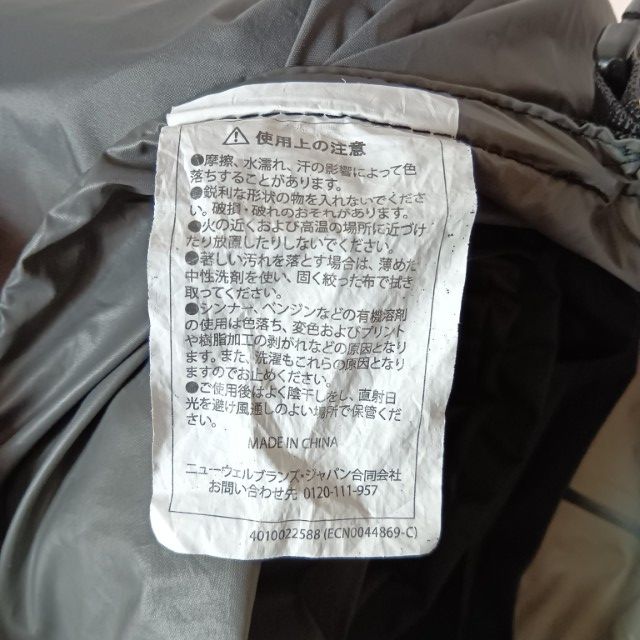 ⚠ 使用上の注意
●摩擦、水濡れ、汗の影響によって色
落ちすることがあります。
●鋭利な形状の物を入れないでくださ
い。破損・破れのおそれがあります。
●火の近くおよび高温の場所に近づけ
たり放置したりしないでください。
●著しい汚れを落とす場合は、薄めた
中性洗剤を使い、固く絞った布で拭き
取ってください。
●シンナー、ベンジンなどの有機溶剤
の使用は色落ち、変色およびプリント
や樹脂加工の剥がれなどの原因となり
ます。また、洗濯もこれらの原因となり
ますのでお止めください。
●ご使用後はよく陰干しをし、直射日
光を避け風通しのよい場所で保管くだ
さい。
MADE IN CHINA
ニューウェルブランズ・ジャパン合同会社
お問い合わせ先 0120-111-957
4010022588 (ECN0044869-C)